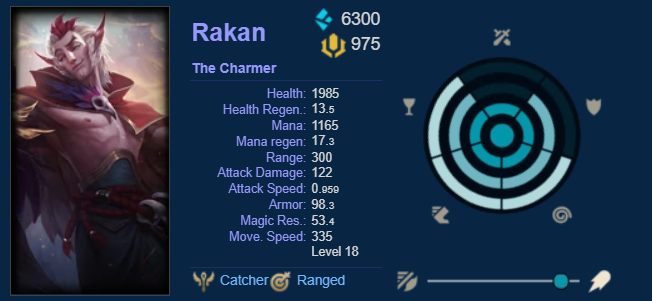 Rakan
6300
975
The Charmer
Health: 1985
Health Regen.: 13.5
Mana: 1165
Mana regen: 17.3
Range: 300
Attack Damage: 122
Attack Speed: 0.959
Armor: 98.3
Magic Res.: 53.4
Move. Speed: 335
Level 18
Catcher Ranged